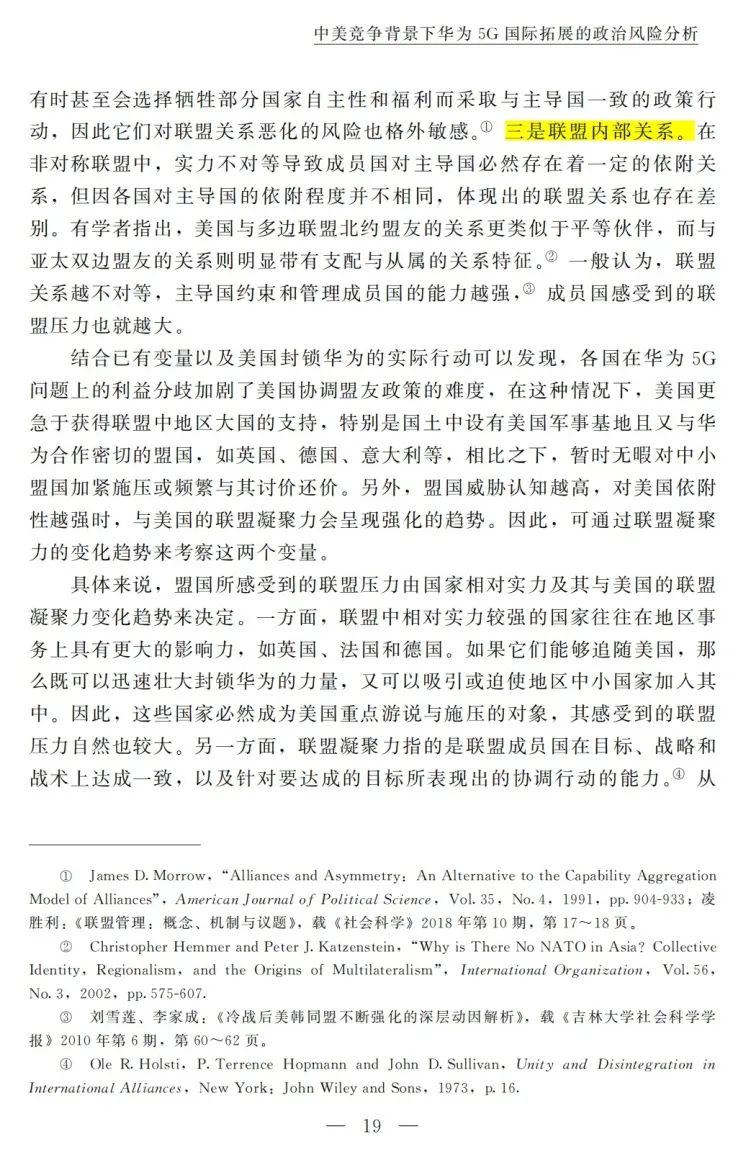 中美竞争背景下华为 5G 国际拓展的政治风险分析
有时甚至会选择牺牲部分国家自主性和福利而采取与主导国一致的政策行
动，因此它们对联盟关系恶化的风险也格外敏感。① 三是联盟内部关系。在
非对称联盟中，实力不对等导致成员国对主导国必然存在着一定的依附关
系，但因各国对主导国的依附程度并不相同，体现出的联盟关系也存在差
别。有学者指出，美国与多边联盟北约盟友的关系更类似于平等伙伴，而与
亚太双边盟友的关系则明显带有支配与从属的关系特征。② 一般认为，联盟
关系越不对等，主导国约束和管理成员国的能力越强，③ 成员国感受到的联
盟压力也就越大。
结合已有变量以及美国封锁华为的实际行动可以发现，各国在华为 5G
问题上的利益分歧加剧了美国协调盟友政策的难度，在这种情况下，美国更
急于获得联盟中地区大国的支持，特别是国土中设有美国军事基地且又与华
为合作密切的盟国，如英国、德国、意大利等，相比之下，暂时无暇对中小
盟国加紧施压或频繁与其讨价还价。另外，盟国威胁认知越高，对美国依附
性越强时，与美国的联盟凝聚力会呈现强化的趋势。因此，可通过联盟凝聚
力的变化趋势来考察这两个变量。
具体来说，盟国所感受到的联盟压力由国家相对实力及其与美国的联盟
凝聚力变化趋势来决定。一方面，联盟中相对实力较强的国家往往在地区事
务上具有更大的影响力，如英国、法国和德国。如果它们能够追随美国，那
么既可以迅速壮大封锁华为的力量，又可以吸引或迫使地区中小国家加入其
中。因此，这些国家必然成为美国重点游说与施压的对象，其感受到的联盟
压力自然也较大。另一方面，联盟凝聚力指的是联盟成员国在目标、战略和
战术上达成一致，以及针对要达成的目标所表现出的协调行动的能力。④ 从
① James D. Morrow, “Alliances and Asymmetry: An Alternative to the Capability Aggregation
Model of Alliances”, American Journal of Political Science, Vol. 35, No. 4, 1991, pp. 904-933；凌
胜利：《联盟管理：概念、机制与议题》，载《社会科学》2018 年第 10 期，第 17～18 页。
② Christopher Hemmer and Peter J. Katzenstein, “Why is There No NATO in Asia? Collective
Identity, Regionalism, and the Origins of Multilateralism”, International Organization, Vol. 56,
No. 3, 2002, pp. 575-607.
③ 刘雪莲、李家成：《冷战后美韩同盟不断强化的深层动因解析》，载《吉林大学社会科学学
报》2010 年第 6 期，第 60～62 页。
④ Ole R. Holsti, P. Terrence Hopmann and John D. Sullivan, Unity and Disintegration in
International Alliances, New York: John Wiley and Sons, 1973, p. 16.
— 19 —